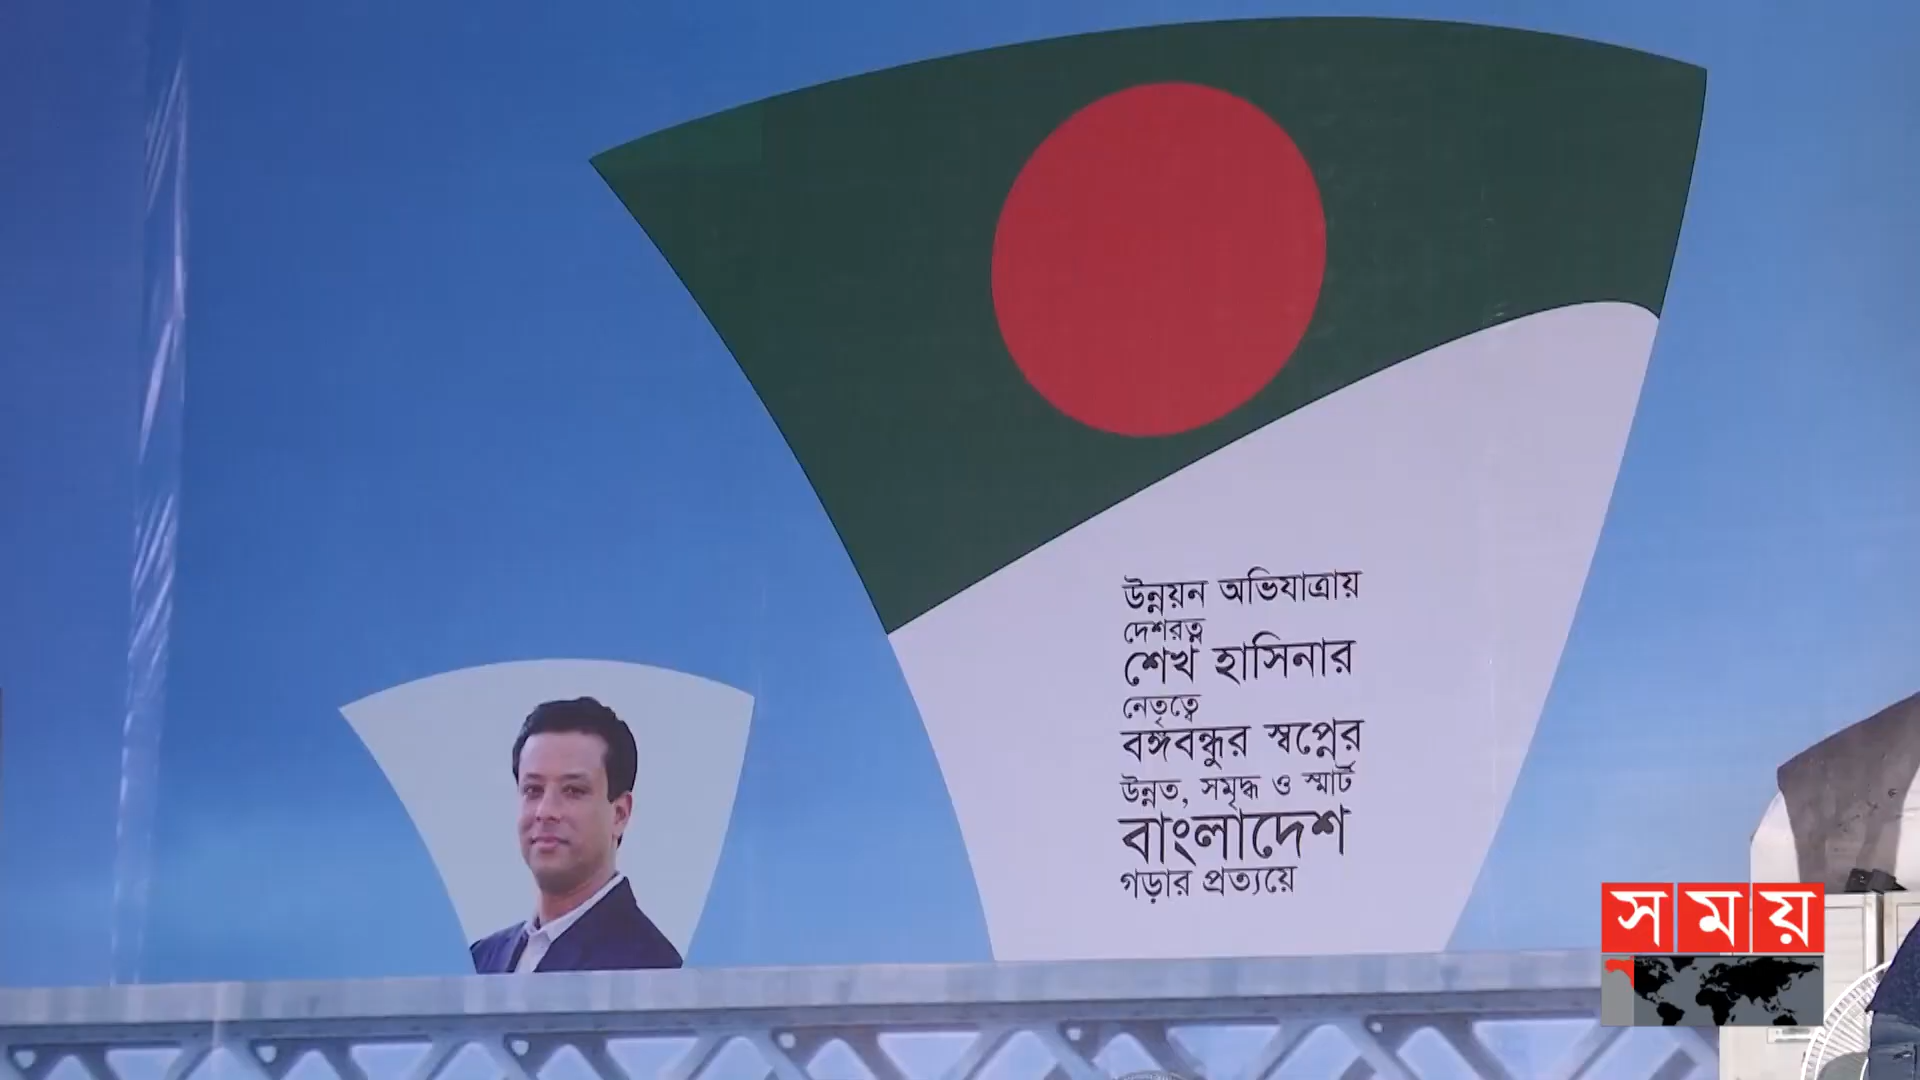 উন্নয়ন অভিযাত্রায়
দেশরত্ন
শেখ হাসিনার
নেতৃত্বে
বঙ্গবন্ধুর স্বপ্নের
উন্নত, সমৃদ্ধ ও স্মার্ট
বাংলাদেশ
গড়ার প্রত্যয়ে
সময়